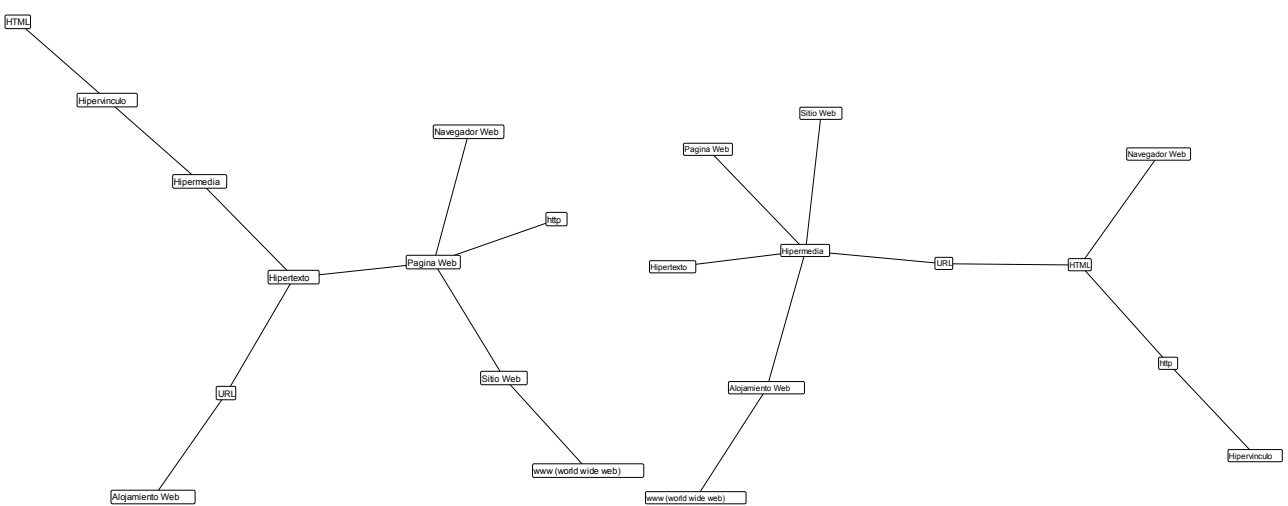 HTML
Hipervinculo
Navegador Web
Hipermedia
http
Pagina Web
Hipertexto
Sitio Web
URL
www (world wide web)
Alojamiento Web
Sitio Web
Pagina Web
Navegador Web
Hipermedia
Hipertexto
URL
HTML
http
Alojamiento Web
Hipervinculo
www (world wide web)